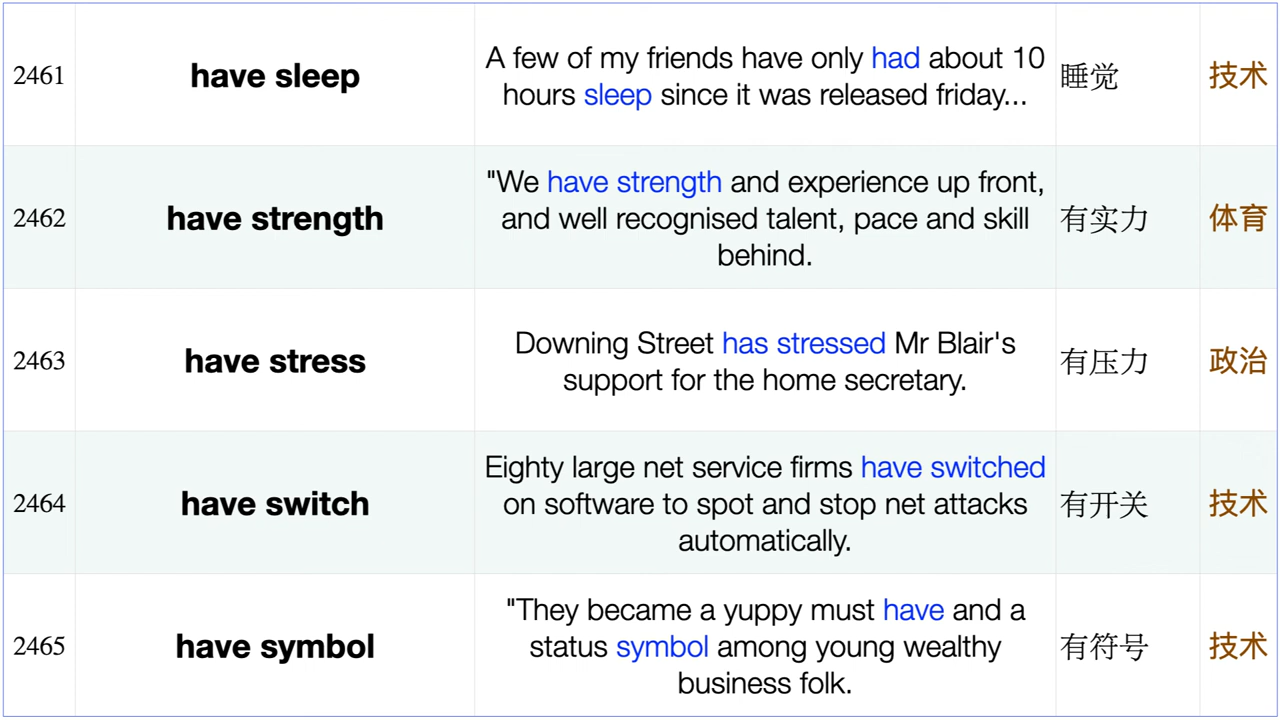 2461 have sleep A few of my friends have only had about 10 hours sleep since it was released friday... 睡觉 技术
2462 have strength "We have strength and experience up front, and well recognised talent, pace and skill behind. 有实力 体育
2463 have stress Downing Street has stressed Mr Blair's support for the home secretary. 有压力 政治
2464 have switch Eighty large net service firms have switched on software to spot and stop net attacks automatically. 有开关 技术
2465 have symbol "They became a yuppy must have and a status symbol among young wealthy business folk. 有符号 技术